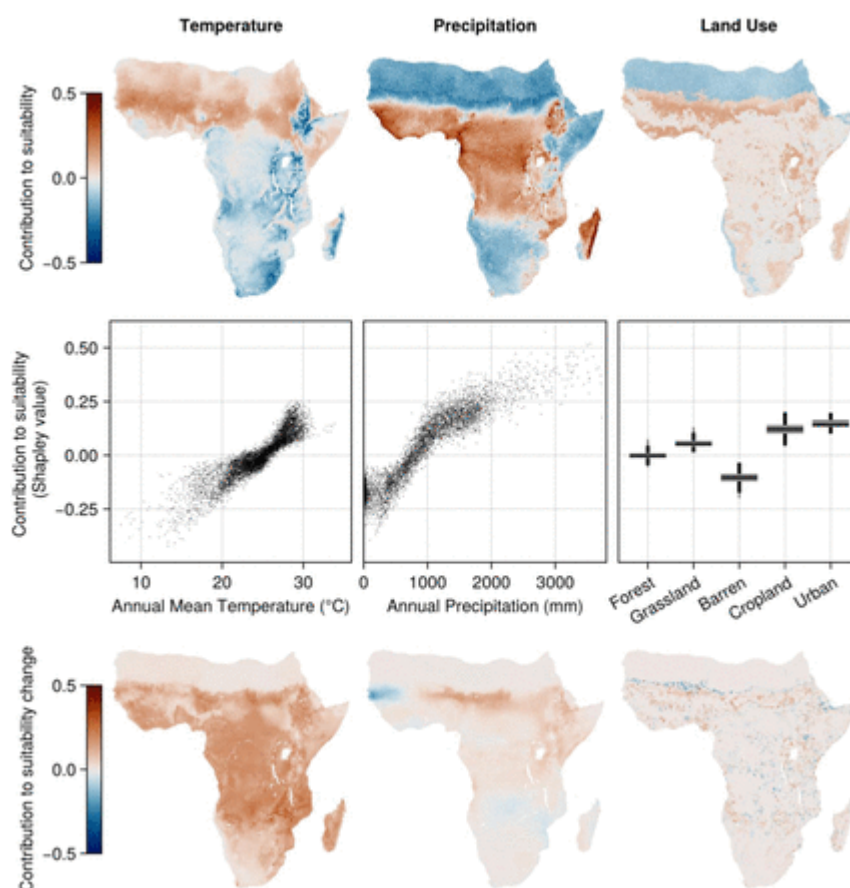 Temperature Precipitation Land Use
Contribution to suitability
0.5
0.0
−0.5
Contribution to suitability
(Shapley value)
0.50
0.25
0.00
−0.25
10 20 30
Annual Mean Temperature (°C)
0 1000 2000 3000
Annual Precipitation (mm)
Forest
Grassland
Barren
Cropland
Urban
Contribution to suitability change
0.5
0.0
−0.5